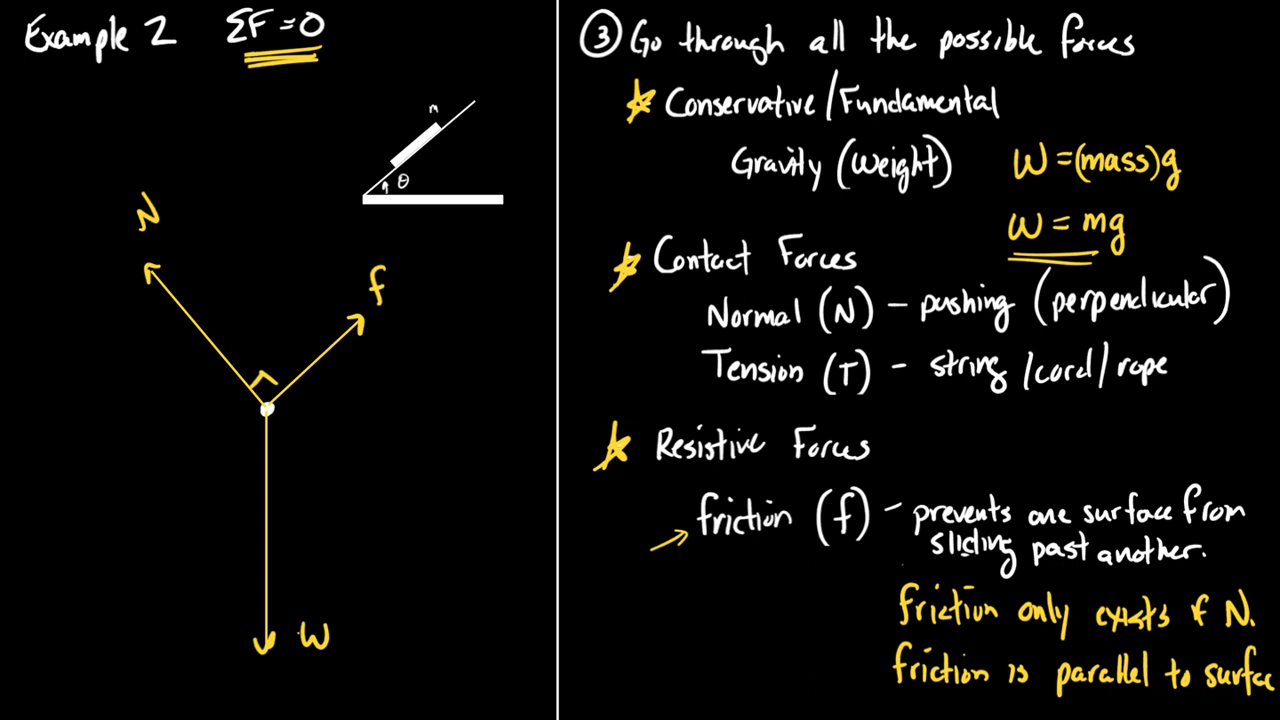 Example 2 ΣF = 0
m
θ
N
f
W
③ Go through all the possible forces
Conservative/Fundamental
Gravity (Weight) W = (mass)g
W = mg
Contact Forces
Normal (N) - pushing (perpendicular)
Tension (T) - string/cord/rope
Resistive Forces
friction (f) - prevents one surface from
sliding past another.
friction only exists if N.
friction is parallel to surface